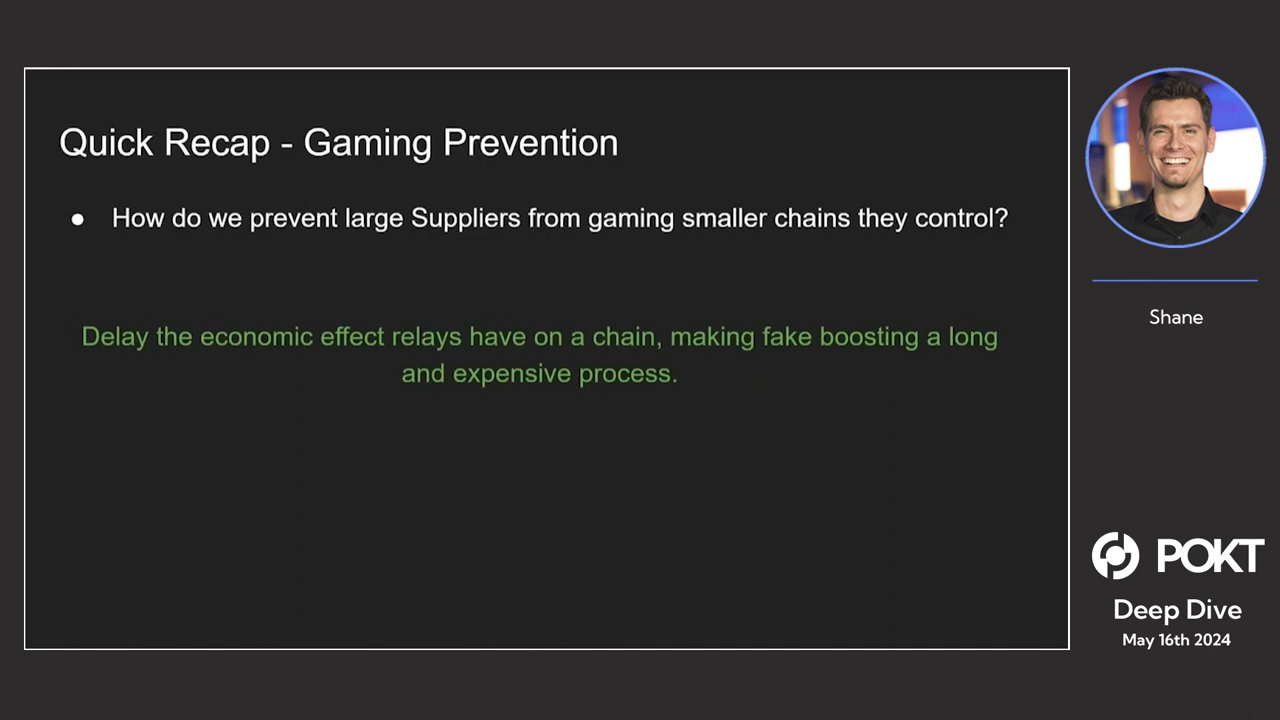 Quick Recap - Gaming Prevention
● How do we prevent large Suppliers from gaming smaller chains they control?
Delay the economic effect relays have on a chain, making fake boosting a long
and expensive process.
Shane
POKT
Deep Dive
May 16th 2024